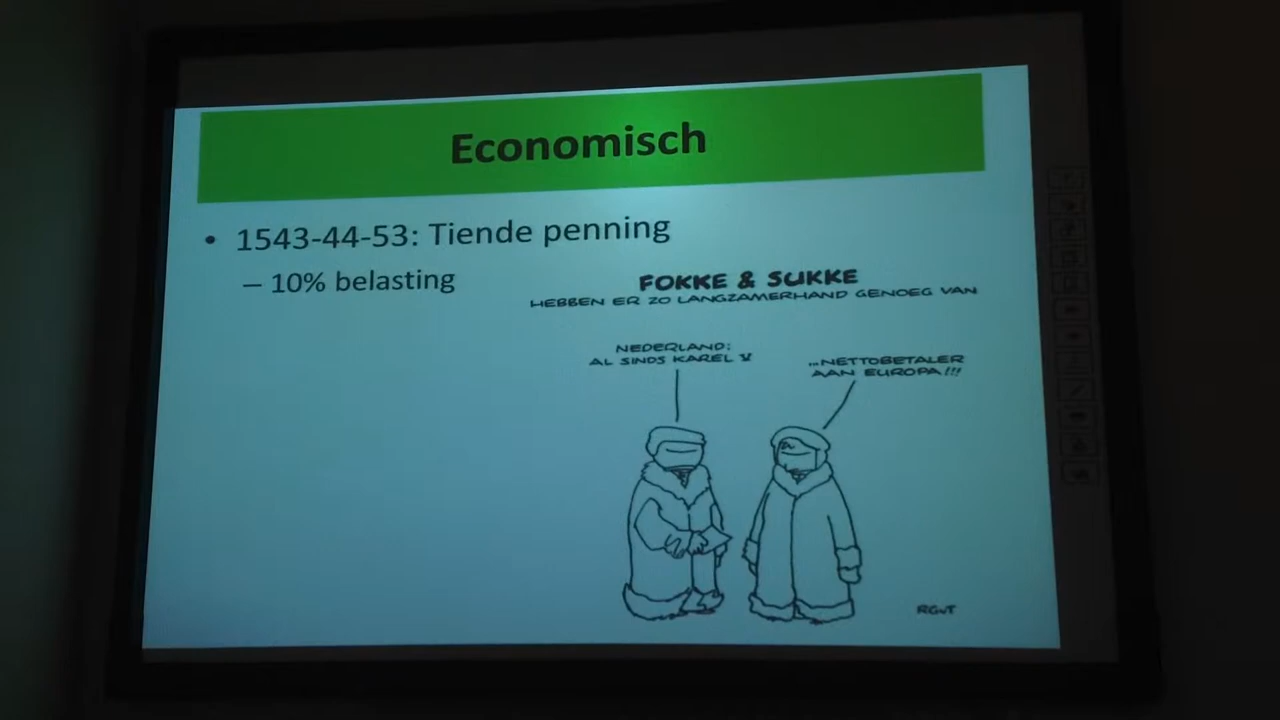 Economisch
• 1543-44-53: Tiende penning
– 10% belasting
FOKKE & SUKKE
HEBBEN ER ZO LANGZAMERHAND GENOEG VAN
NEDERLAND:
AL SINDS KAREL V
...NETTOBETALER
AAN EUROPA!!!
RGvT